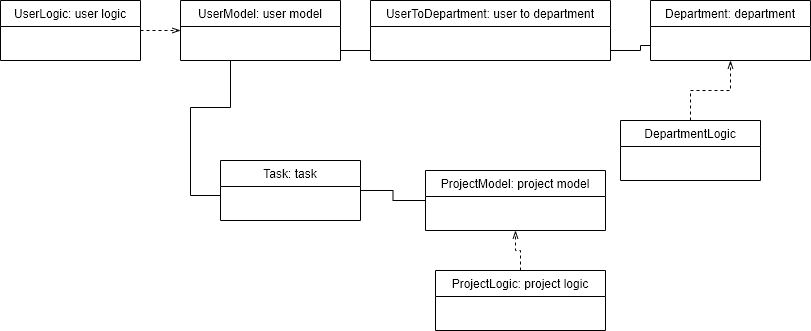 UserLogic: user logic
UserModel: user model
UserToDepartment: user to department
Department: department
DepartmentLogic
Task: task
ProjectModel: project model
ProjectLogic: project logic